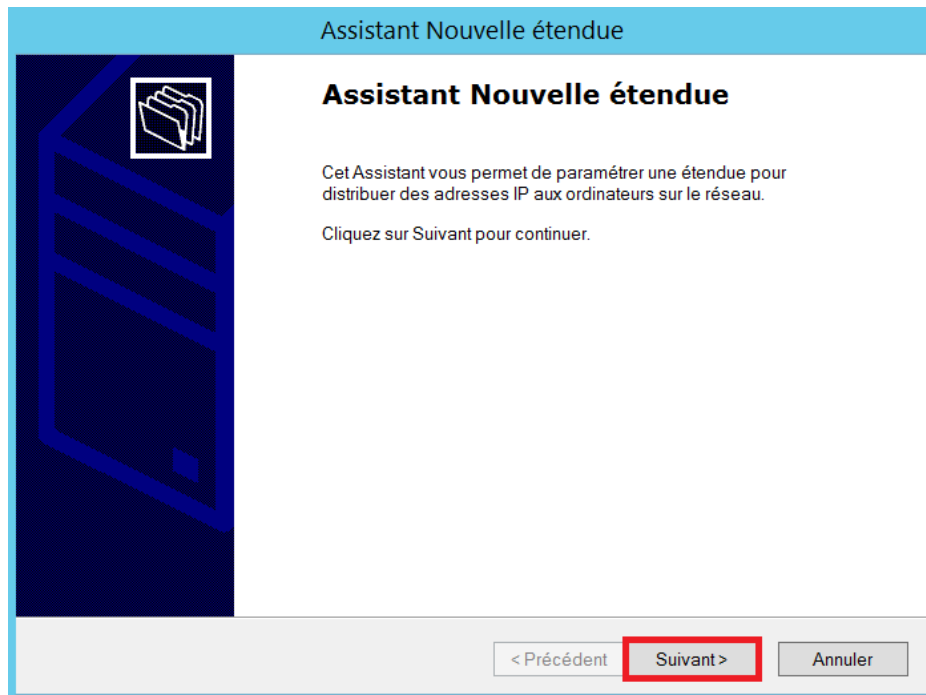 Assistant Nouvelle étendue
Assistant Nouvelle étendue
Cet Assistant vous permet de paramétrer une étendue pour
distribuer des adresses IP aux ordinateurs sur le réseau.
Cliquez sur Suivant pour continuer.
< Précédent Suivant > Annuler